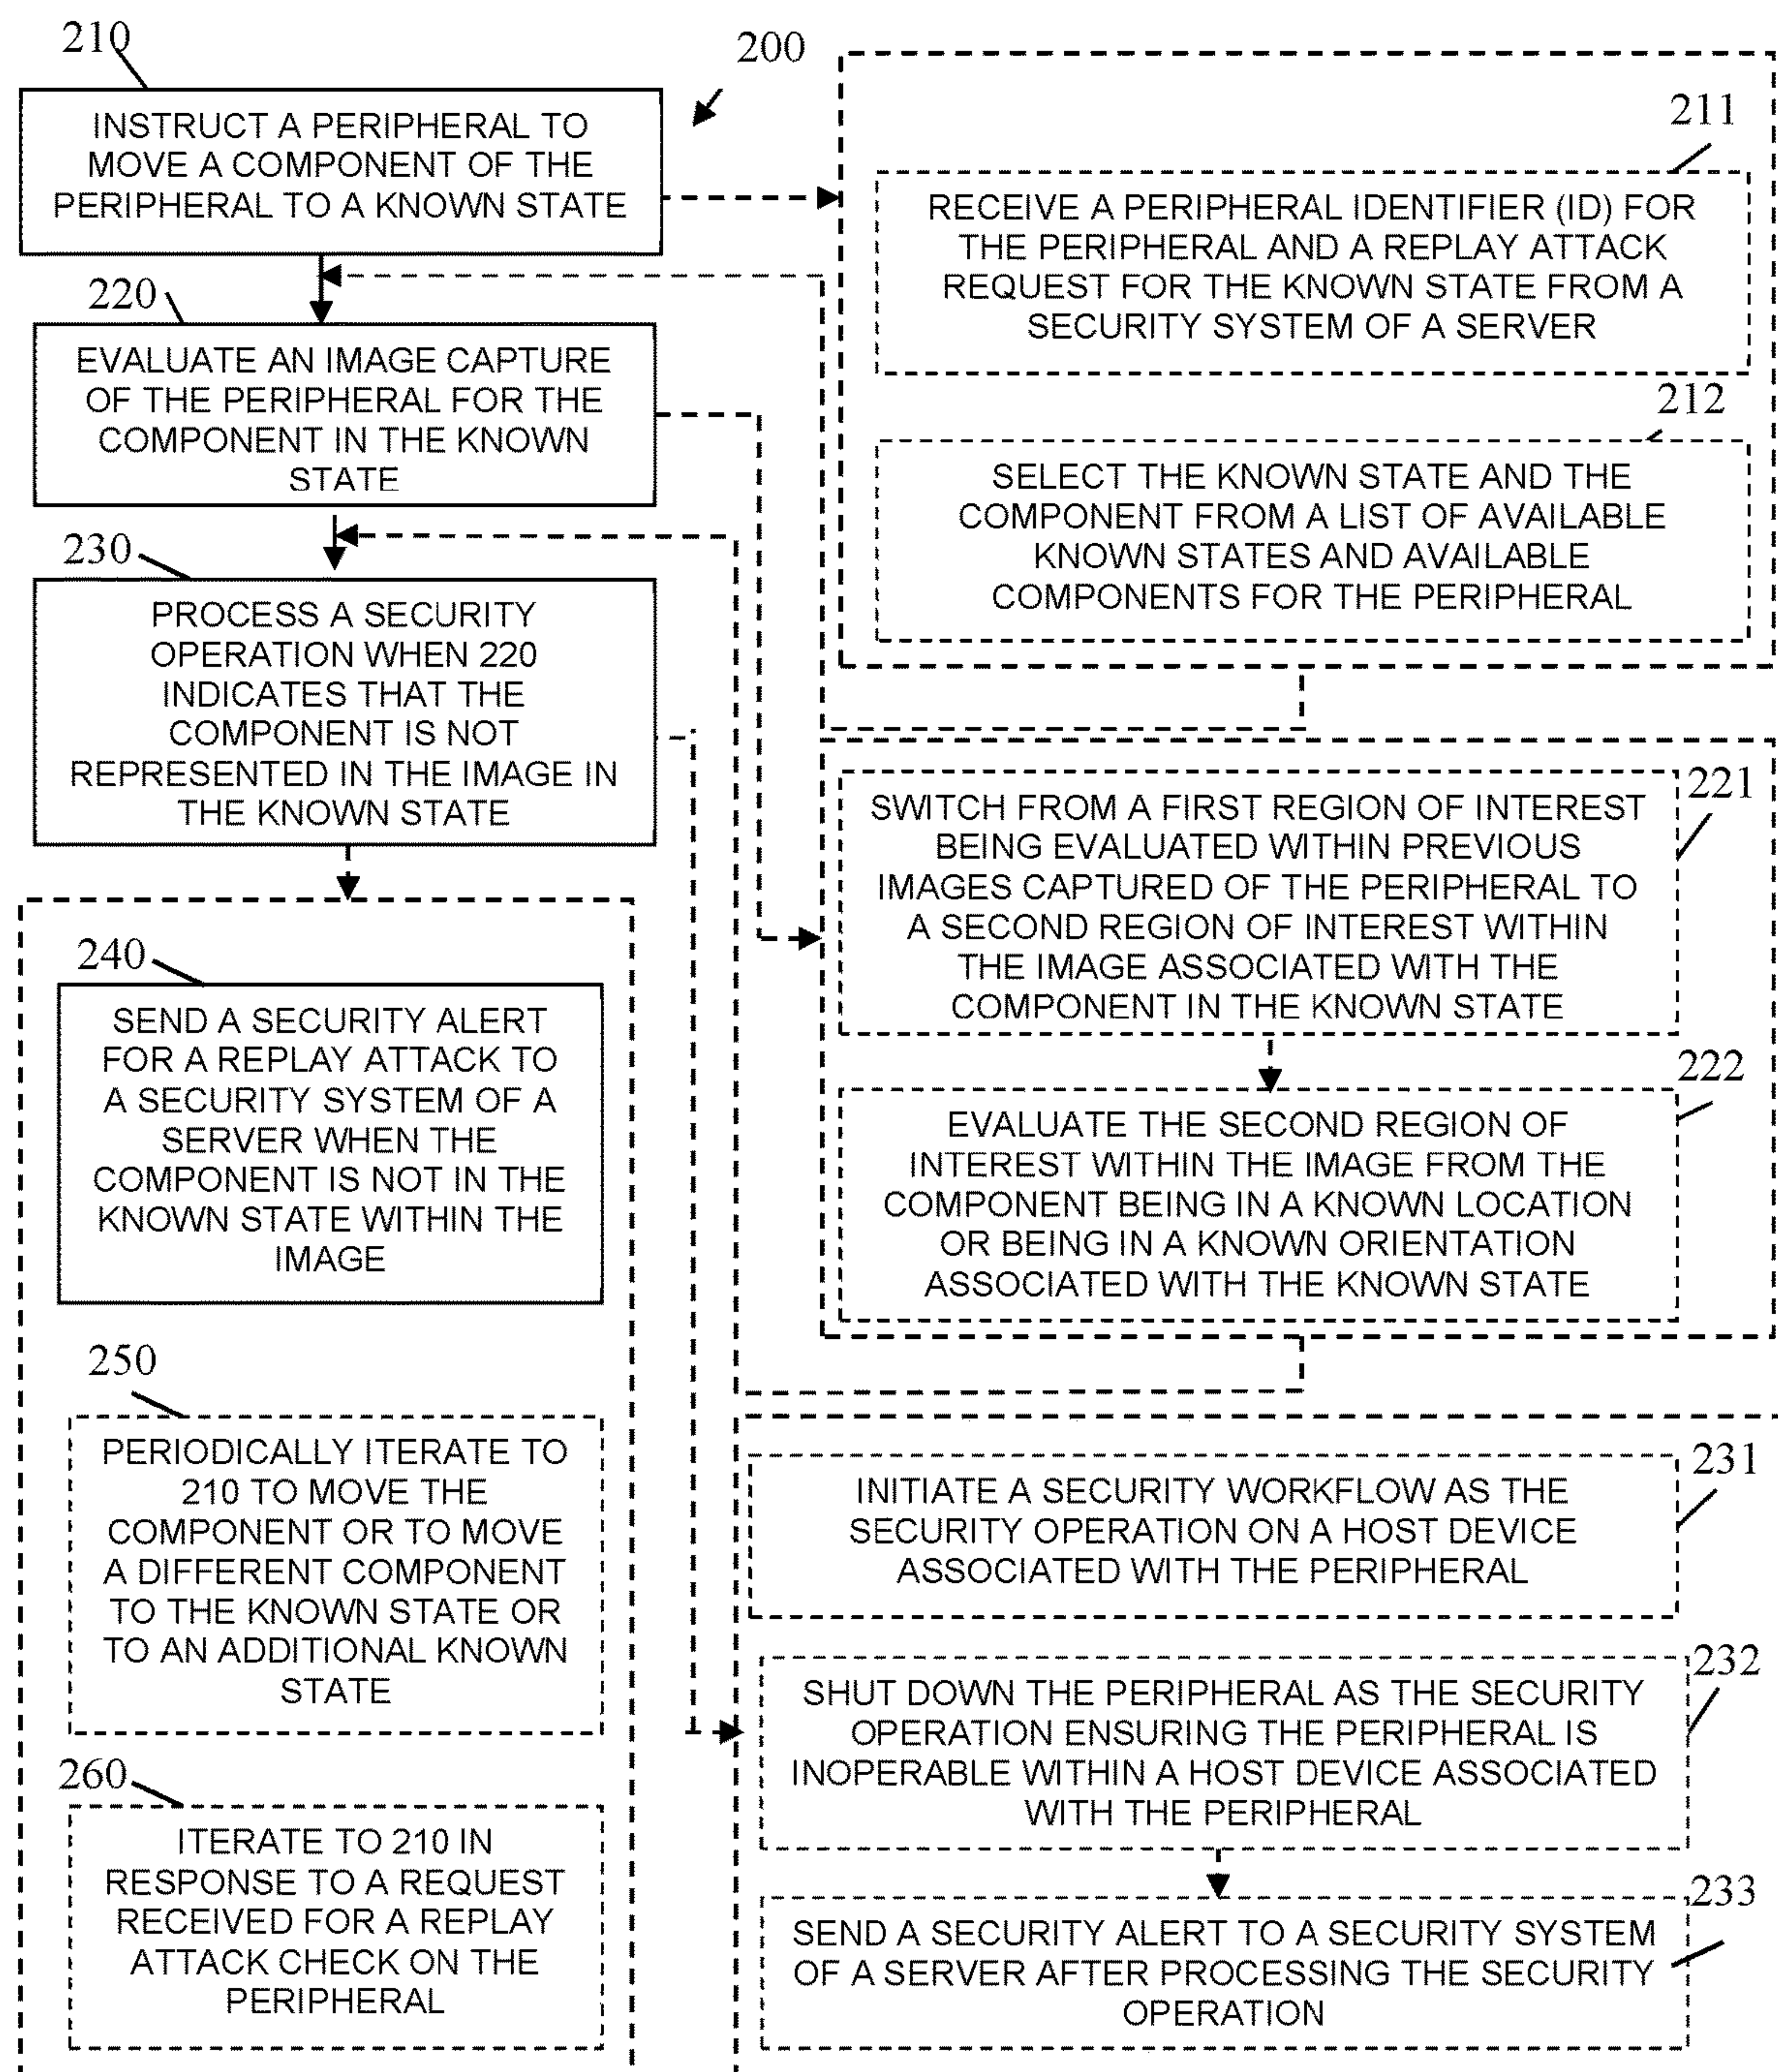 200
210
INSTRUCT A PERIPHERAL TO
MOVE A COMPONENT OF THE
PERIPHERAL TO A KNOWN STATE
211
RECEIVE A PERIPHERAL IDENTIFIER (ID) FOR
THE PERIPHERAL AND A REPLAY ATTACK
REQUEST FOR THE KNOWN STATE FROM A
SECURITY SYSTEM OF A SERVER
212
SELECT THE KNOWN STATE AND THE
COMPONENT FROM A LIST OF AVAILABLE
KNOWN STATES AND AVAILABLE
COMPONENTS FOR THE PERIPHERAL
220
EVALUATE AN IMAGE CAPTURE
OF THE PERIPHERAL FOR THE
COMPONENT IN THE KNOWN
STATE
221
SWITCH FROM A FIRST REGION OF INTEREST
BEING EVALUATED WITHIN PREVIOUS
IMAGES CAPTURED OF THE PERIPHERAL TO
A SECOND REGION OF INTEREST WITHIN
THE IMAGE ASSOCIATED WITH THE
COMPONENT IN THE KNOWN STATE
222
EVALUATE THE SECOND REGION OF
INTEREST WITHIN THE IMAGE FROM THE
COMPONENT BEING IN A KNOWN LOCATION
OR BEING IN A KNOWN ORIENTATION
ASSOCIATED WITH THE KNOWN STATE
230
PROCESS A SECURITY
OPERATION WHEN 220
INDICATES THAT THE
COMPONENT IS NOT
REPRESENTED IN THE IMAGE IN
THE KNOWN STATE
231
INITIATE A SECURITY WORKFLOW AS THE
SECURITY OPERATION ON A HOST DEVICE
ASSOCIATED WITH THE PERIPHERAL
232
SHUT DOWN THE PERIPHERAL AS THE SECURITY
OPERATION ENSURING THE PERIPHERAL IS
INOPERABLE WITHIN A HOST DEVICE ASSOCIATED
WITH THE PERIPHERAL
233
SEND A SECURITY ALERT TO A SECURITY SYSTEM
OF A SERVER AFTER PROCESSING THE SECURITY
OPERATION
240
SEND A SECURITY ALERT
FOR A REPLAY ATTACK TO
A SECURITY SYSTEM OF A
SERVER WHEN THE
COMPONENT IS NOT IN THE
KNOWN STATE WITHIN THE
IMAGE
250
PERIODICALLY ITERATE TO
210 TO MOVE THE
COMPONENT OR TO MOVE
A DIFFERENT COMPONENT
TO THE KNOWN STATE OR
TO AN ADDITIONAL KNOWN
STATE
260
ITERATE TO 210 IN
RESPONSE TO A REQUEST
RECEIVED FOR A REPLAY
ATTACK CHECK ON THE
PERIPHERAL